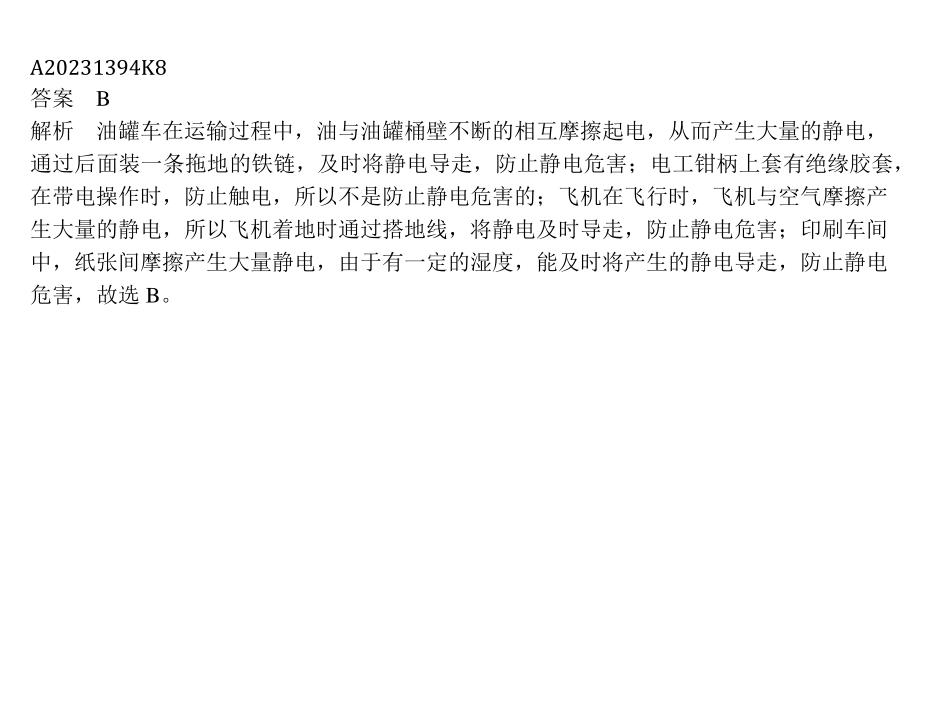 A20231394K8
答案　B
解析　油罐车在运输过程中，油与油罐桶壁不断的相互摩擦起电，从而产生大量的静电，
通过后面装一条拖地的铁链，及时将静电导走，防止静电危害；电工钳柄上套有绝缘胶套，
在带电操作时，防止触电，所以不是防止静电危害的；飞机在飞行时，飞机与空气摩擦产
生大量的静电，所以飞机着地时通过搭地线，将静电及时导走，防止静电危害；印刷车间
中，纸张间摩擦产生大量静电，由于有一定的湿度，能及时将产生的静电导走，防止静电
危害，故选 B。